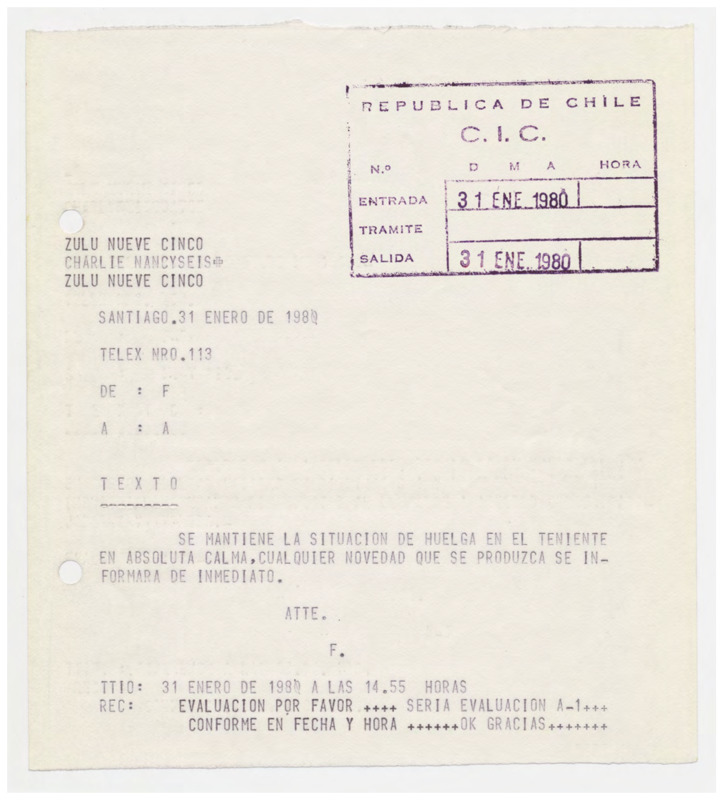 REPUBLICA DE CHILE
C. I. C.
N.º D M A HORA
ENTRADA 31 ENE. 1980
TRAMITE
SALIDA 31 ENE. 1980
ZULU NUEVE CINCO
CHARLIE NANCYSEIS
ZULU NUEVE CINCO
SANTIAGO.31 ENERO DE 1980
TELEX NRO.113
DE : F
A : A
T E X T O
---------
SE MANTIENE LA SITUACION DE HUELGA EN EL TENIENTE
EN ABSOLUTA CALMA,CUALQUIER NOVEDAD QUE SE PRODUZCA SE IN-
FORMARA DE INMEDIATO.
ATTE.
F.
TTIO: 31 ENERO DE 1980 A LAS 14.55 HORAS
REC: EVALUACION POR FAVOR ++++ SERIA EVALUACION A-1+++
CONFORME EN FECHA Y HORA ++++++OK GRACIAS+++++++